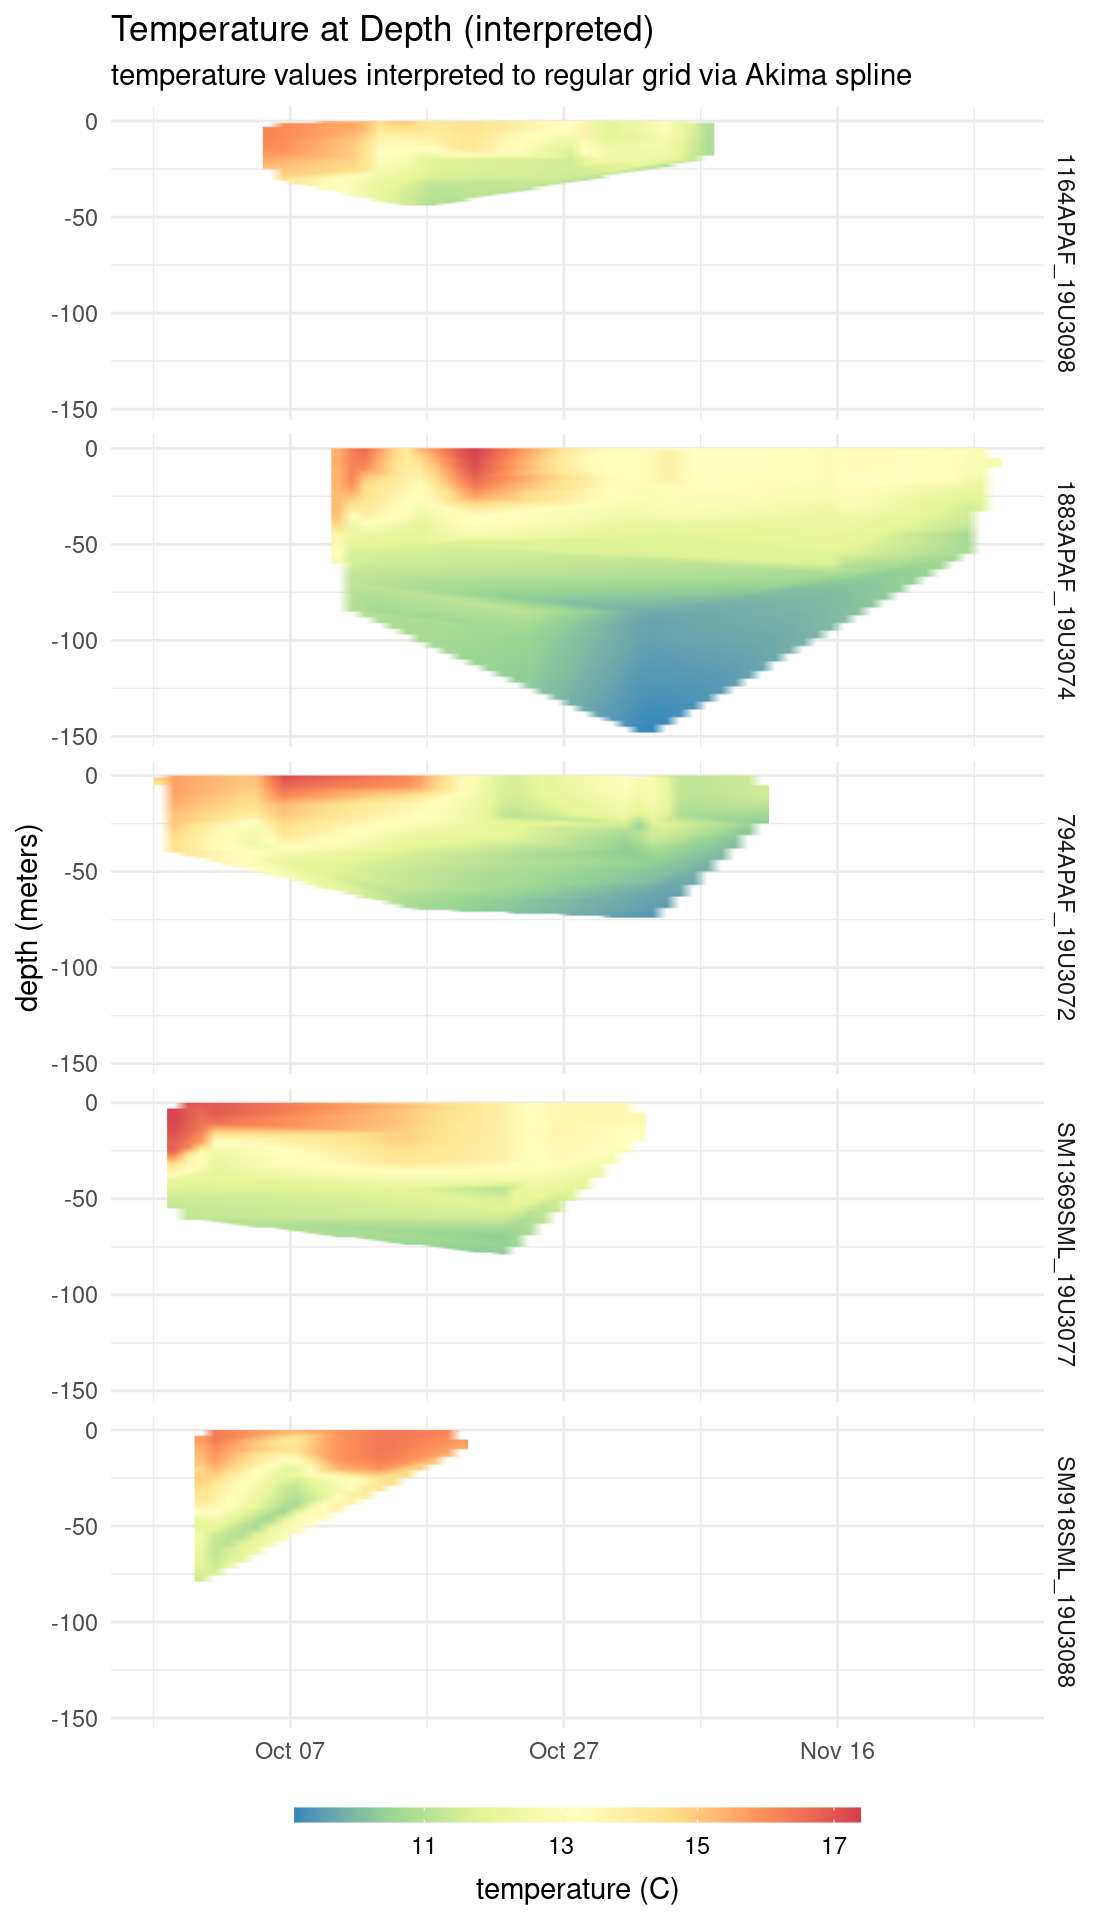 Temperature at Depth (interpreted)
temperature values interpreted to regular grid via Akima spline
0
-50
-100
-150
1164APAF_19U3098
0
-50
-100
-150
1883APAF_19U3074
0
-50
-100
-150
794APAF_19U3072
depth (meters)
0
-50
-100
-150
SM1369SML_19U3077
0
-50
-100
-150
SM918SML_19U3088
Oct 07 Oct 27 Nov 16
11 13 15 17
temperature (C)